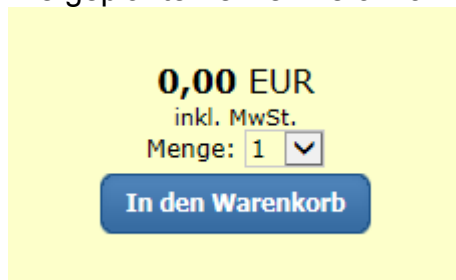 0,00 EUR
inkl. MwSt.
Menge: 1
In den Warenkorb